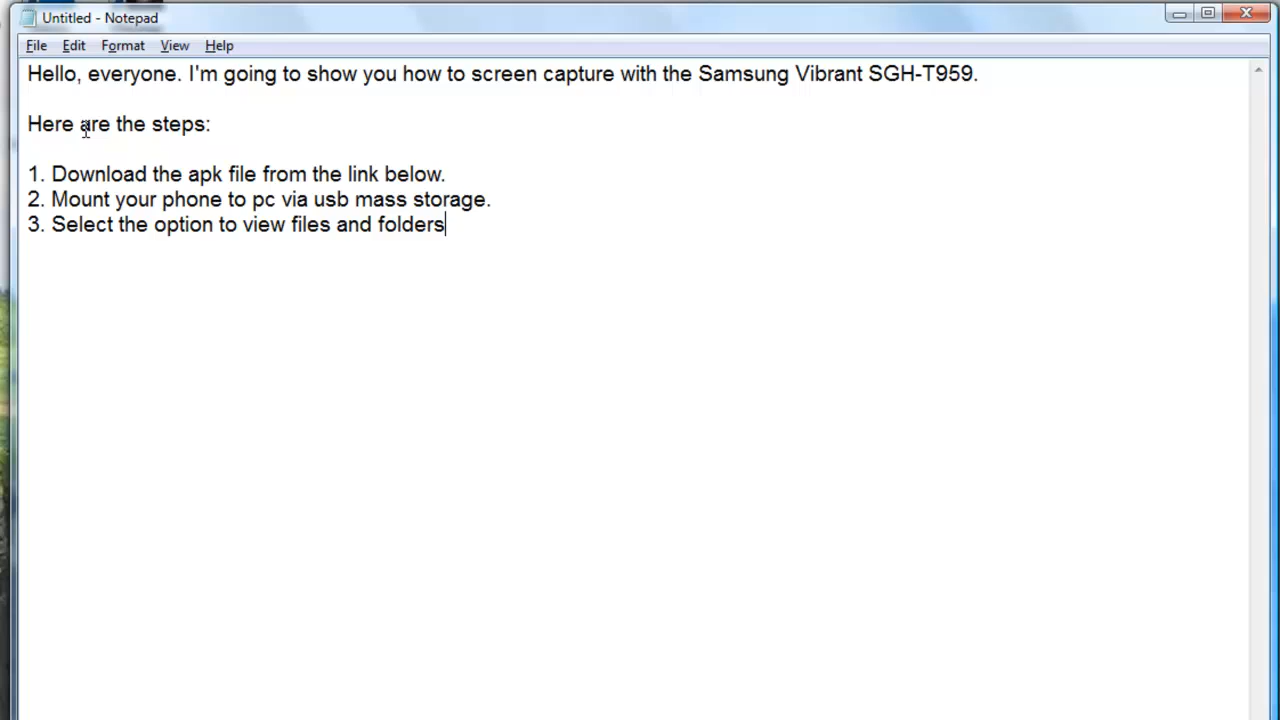 Untitled - Notepad
File Edit Format View Help
Hello, everyone. I'm going to show you how to screen capture with the Samsung Vibrant SGH-T959.
Here are the steps:
1. Download the apk file from the link below.
2. Mount your phone to pc via usb mass storage.
3. Select the option to view files and folders